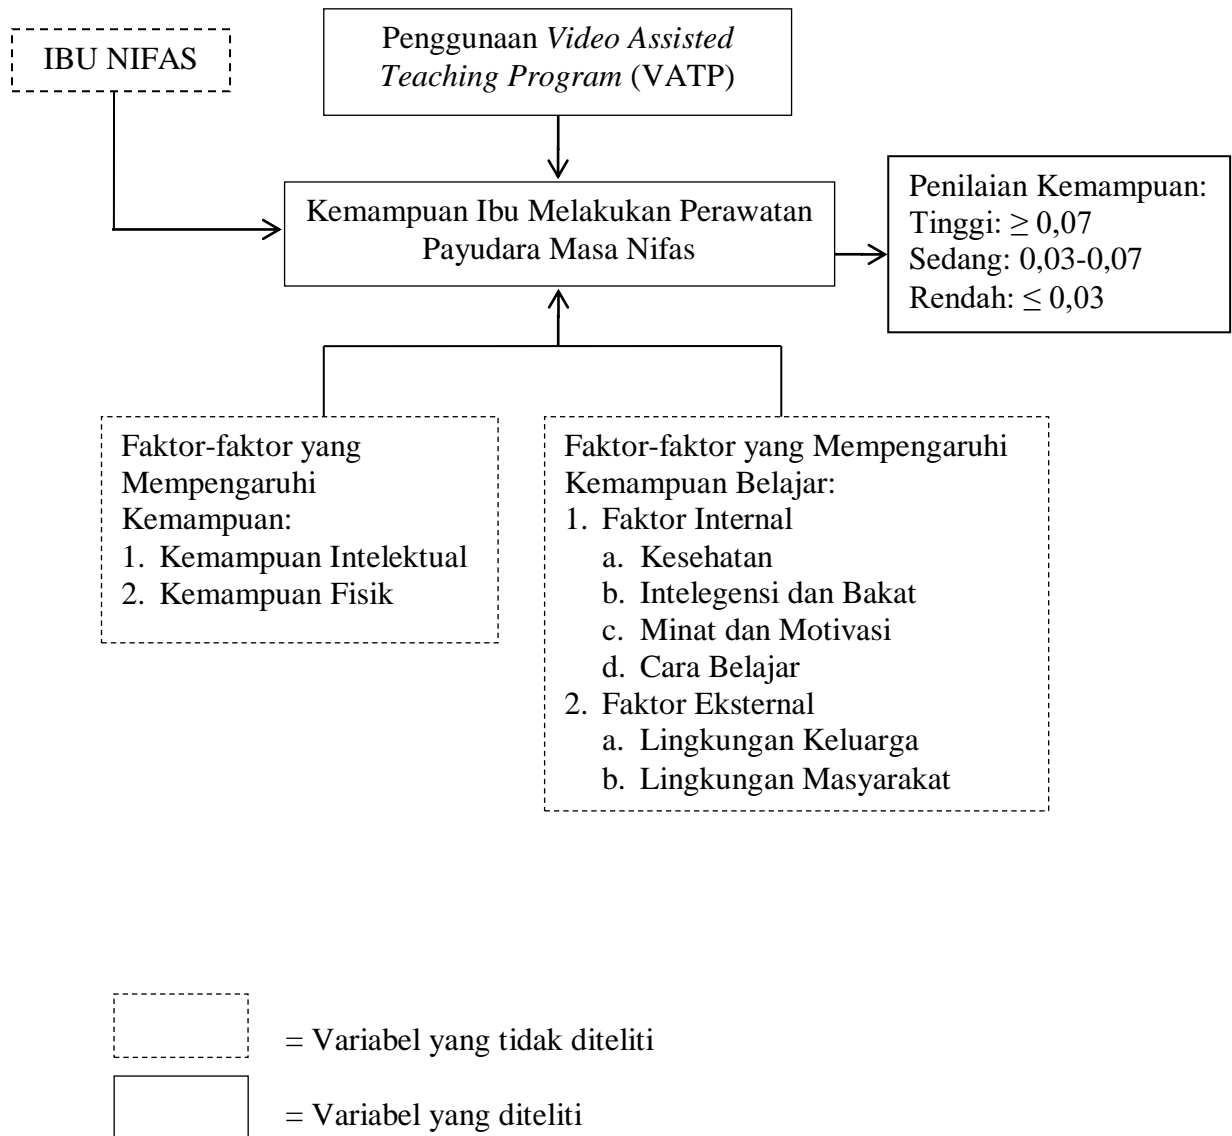 IBU NIFAS
Penggunaan Video Assisted
Teaching Program (VATP)
Kemampuan Ibu Melakukan Perawatan
Payudara Masa Nifas
Penilaian Kemampuan:
Tinggi: ≥ 0,07
Sedang: 0,03-0,07
Rendah: ≤ 0,03
Faktor-faktor yang
Mempengaruhi
Kemampuan:
1. Kemampuan Intelektual
2. Kemampuan Fisik
Faktor-faktor yang Mempengaruhi
Kemampuan Belajar:
1. Faktor Internal
a. Kesehatan
b. Intelegensi dan Bakat
c. Minat dan Motivasi
d. Cara Belajar
2. Faktor Eksternal
a. Lingkungan Keluarga
b. Lingkungan Masyarakat
= Variabel yang tidak diteliti
= Variabel yang diteliti